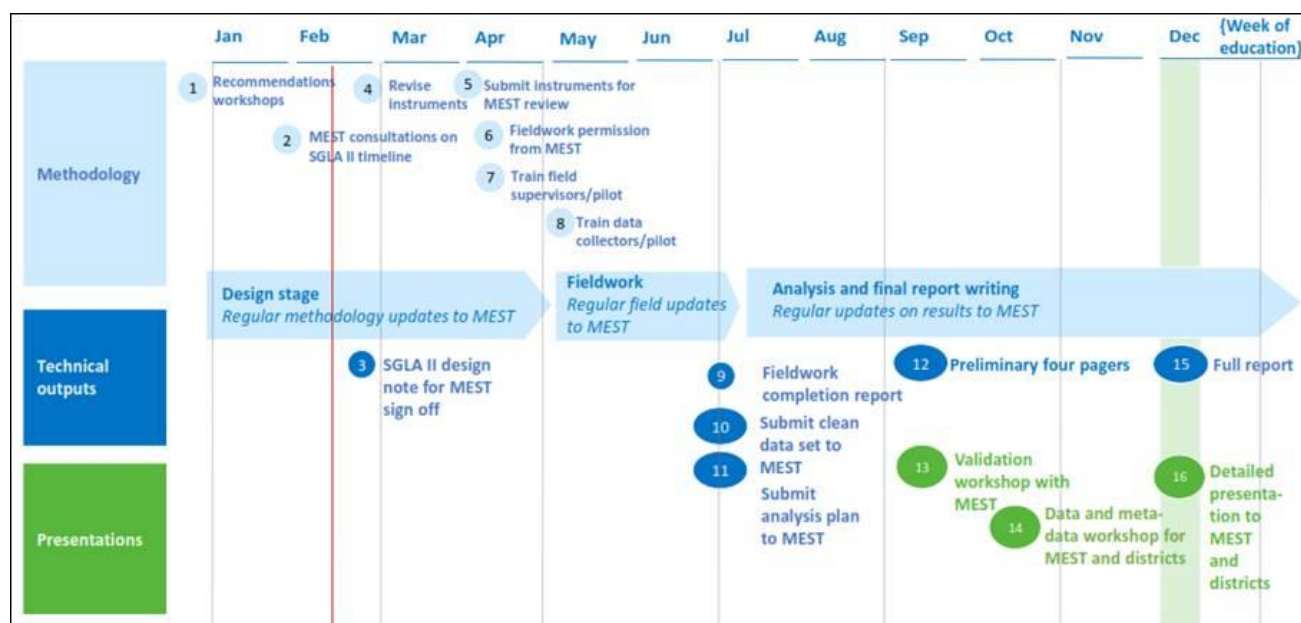 Jan Feb Mar Apr May Jun Jul Aug Sep Oct Nov Dec {Week of
education}
Methodology
1 Recommendations
workshops
2 MEST consultations on
SGLA II timeline
4 Revise
instruments
5 Submit instruments for
MEST review
6 Fieldwork permission
from MEST
7 Train field
supervisors/pilot
8 Train data
collectors/pilot
Design stage
Regular methodology updates to MEST
Fieldwork
Regular field updates
to MEST
Analysis and final report writing
Regular updates on results to MEST
Technical
outputs
3 SGLA II design
note for MEST
sign off
9 Fieldwork
completion report
10 Submit clean
data set to
MEST
11 Submit
analysis plan
to MEST
12 Preliminary four pagers
15 Full report
Presentations
13 Validation
workshop with
MEST
14 Data and meta-
data workshop for
MEST and districts
16 Detailed
presenta-
tion to
MEST
and
districts